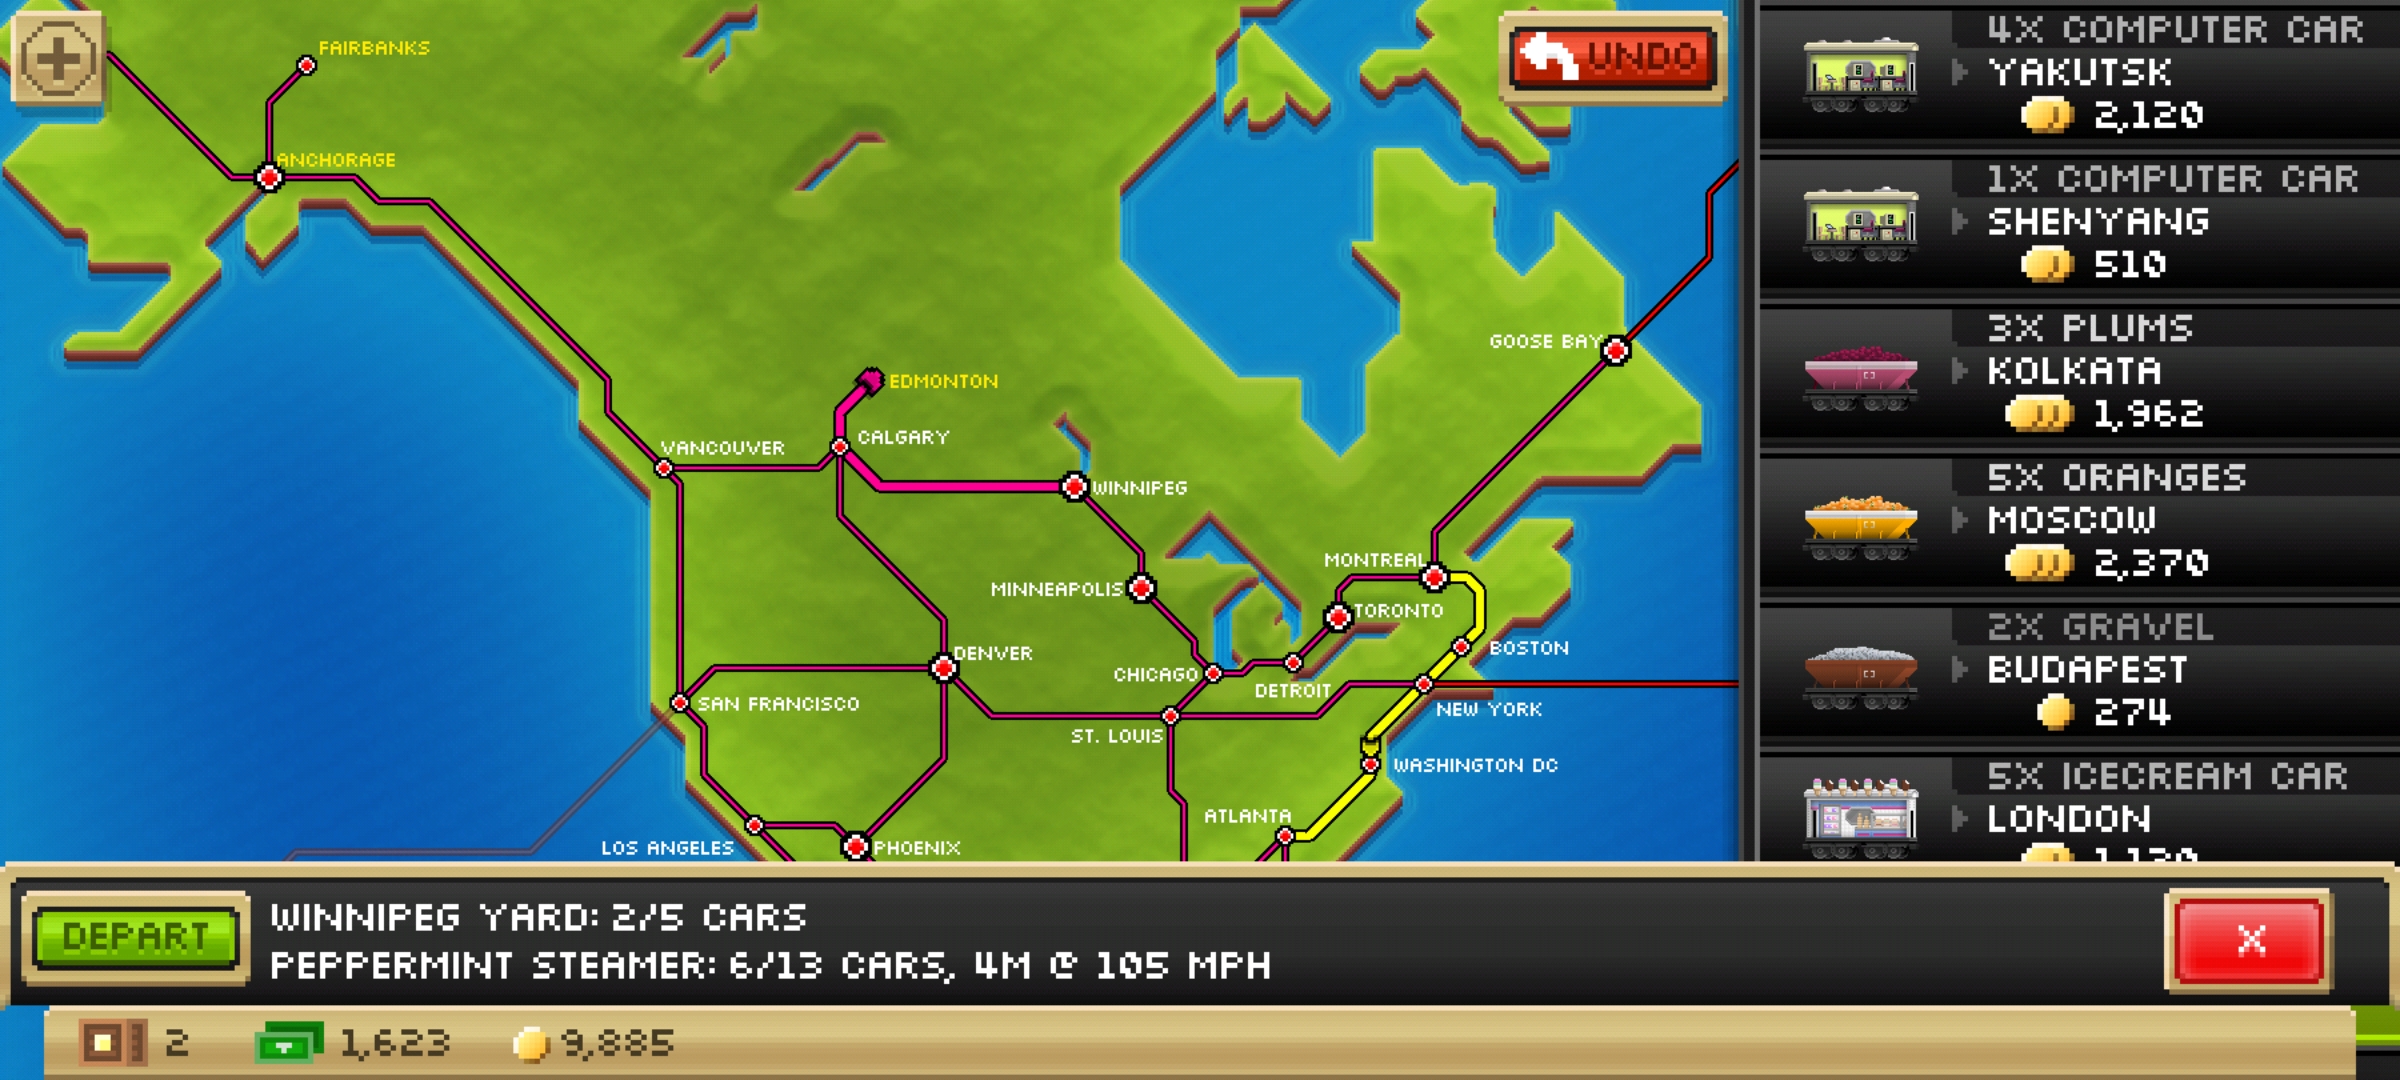 FAIRBANKS
ANCHORAGE
UNDO
GOOSE BAY
EDMONTON
VANCOUVER
CALGARY
WINNIPEG
MONTREAL
MINNEAPOLIS
TORONTO
BOSTON
DENVER
CHICAGO
DETROIT
SAN FRANCISCO
NEW YORK
ST. LOUIS
WASHINGTON DC
ATLANTA
LOS ANGELES
PHOENIX
4X COMPUTER CAR
YAKUTSK
2,120
1X COMPUTER CAR
SHENYANG
510
3X PLUMS
KOLKATA
1,962
5X ORANGES
MOSCOW
2,370
2X GRAVEL
BUDAPEST
274
5X ICECREAM CAR
LONDON
DEPART
WINNIPEG YARD: 2/5 CARS
PEPPERMINT STEAMER: 6/13 CARS, 4M @ 105 MPH
X
2
1,623
9,885